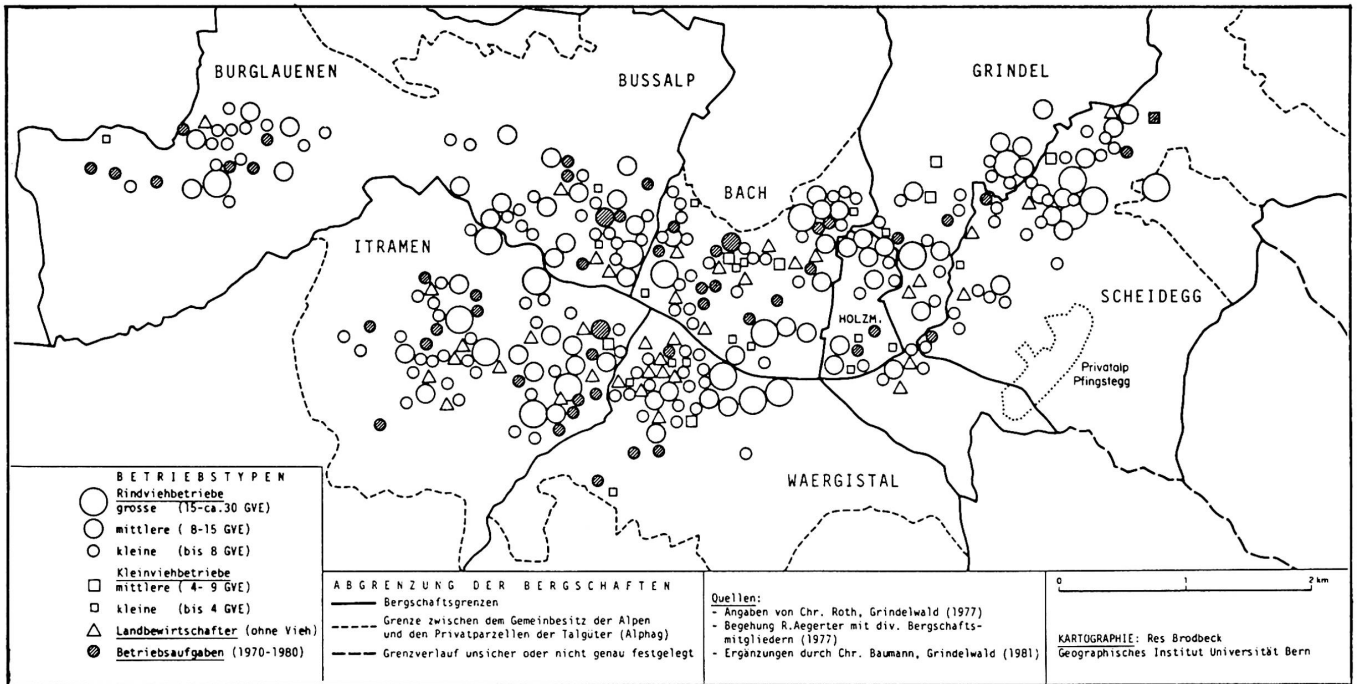 BURGLAUENEN
BUSSALP
GRINDEL
BACH
ITRAMEN
HOLZM.
SCHEIDEGG
Privatalp
Pfingstegg
WAERGISTAL
BETRIEBSTYPEN
Rindviehbetriebe
grosse (15-ca.30 GVE)
mittlere ( 8-15 GVE)
kleine (bis 8 GVE)
Kleinviehbetriebe
mittlere ( 4- 9 GVE)
kleine (bis 4 GVE)
Landbewirtschafter (ohne Vieh)
Betriebsaufgaben (1970-1980)
ABGRENZUNG DER BERGSCHAFTEN
Bergschaftsgrenzen
Grenze zwischen dem Gemeinbesitz der Alpen
und den Privatparzellen der Talgüter (Alphag)
Grenzverlauf unsicher oder nicht genau festgelegt
Quellen:
- Angaben von Chr. Roth, Grindelwald (1977)
- Begehung R.Aegerter mit div. Bergschafts-
mitgliedern (1977)
- Ergänzungen durch Chr. Baumann, Grindelwald (1981)
0 1 2 km
KARTOGRAPHIE: Res Brodbeck
Geographisches Institut Universität Bern